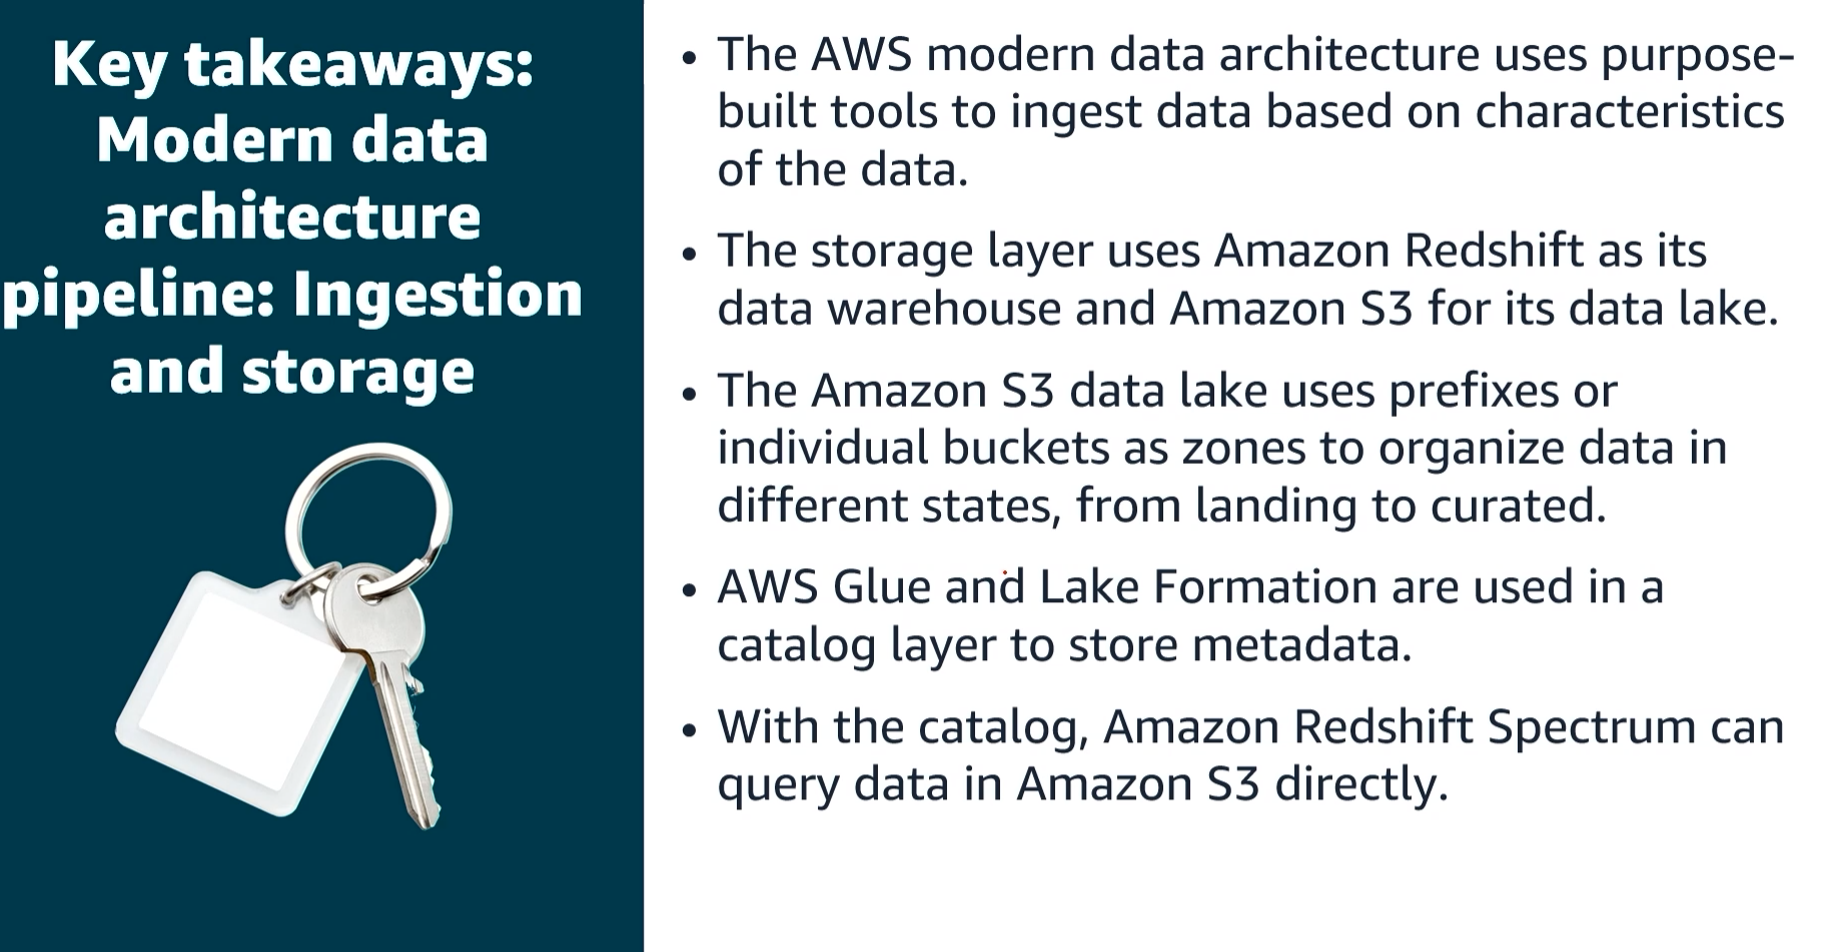 Key takeaways:
Modern data
architecture
pipeline: Ingestion
and storage
• The AWS modern data architecture uses purpose-
built tools to ingest data based on characteristics
of the data.
• The storage layer uses Amazon Redshift as its
data warehouse and Amazon S3 for its data lake.
• The Amazon S3 data lake uses prefixes or
individual buckets as zones to organize data in
different states, from landing to curated.
• AWS Glue and Lake Formation are used in a
catalog layer to store metadata.
• With the catalog, Amazon Redshift Spectrum can
query data in Amazon S3 directly.